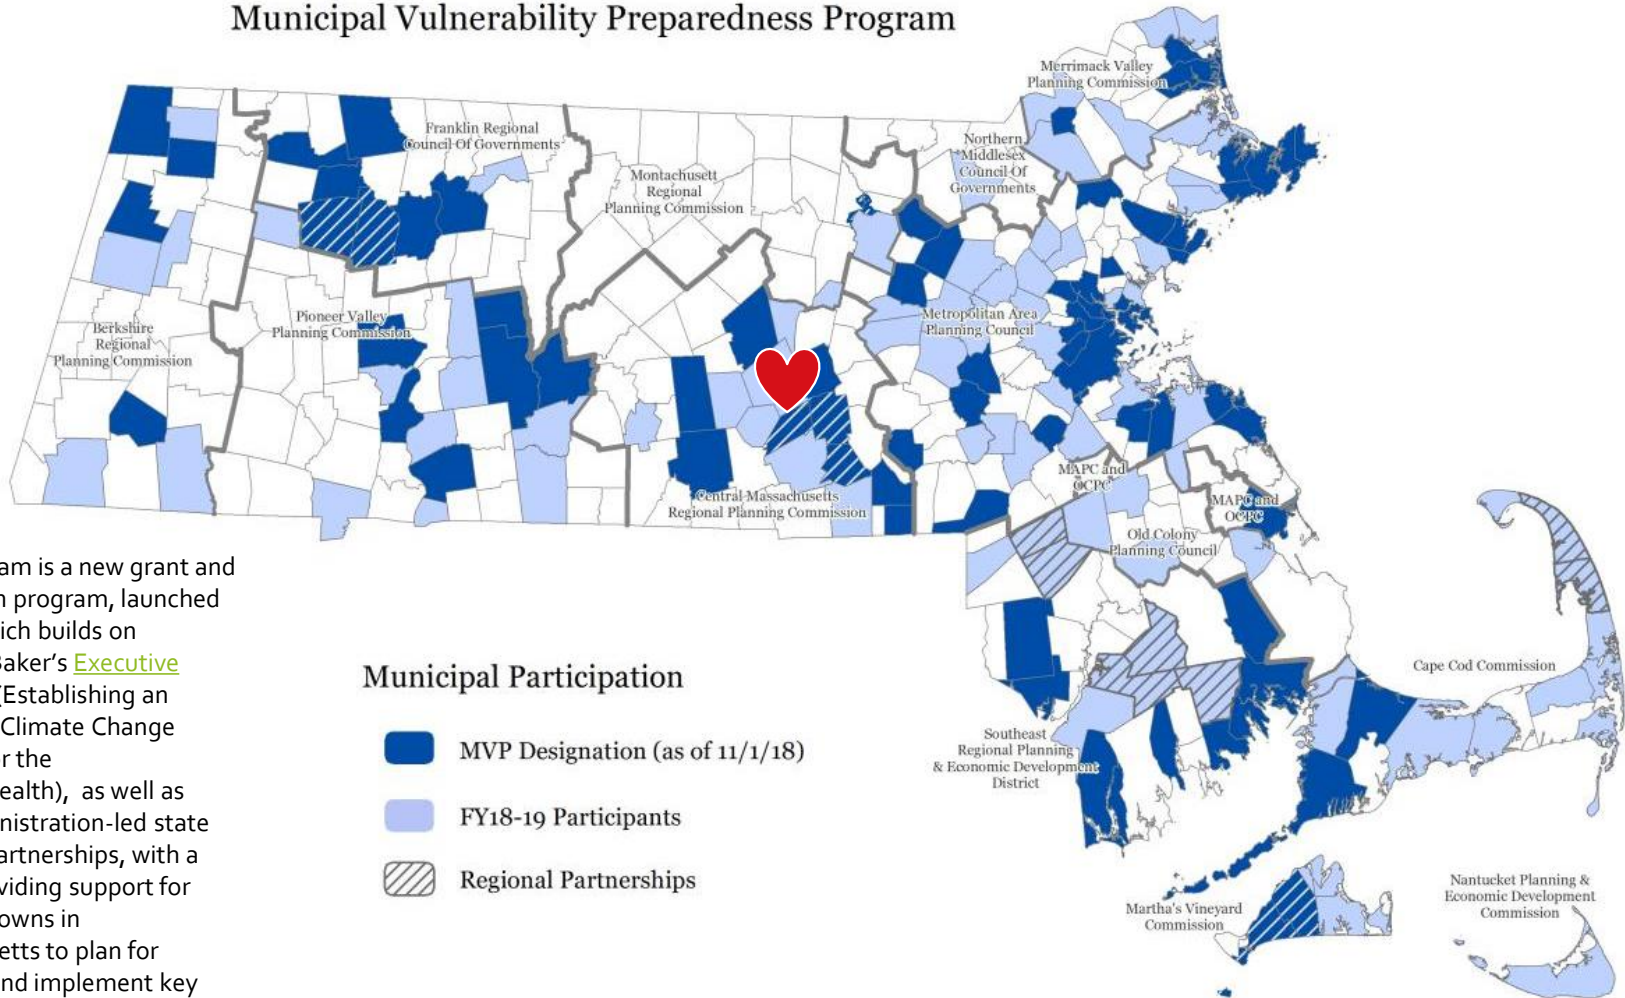 Municipal Vulnerability Preparedness Program
Merrimack Valley
Planning Commission
Franklin Regional
Council Of Governments
Northern
Middlesex
Council Of
Governments
Montachusett
Regional
Planning Commission
Pioneer Valley
Planning Commission
Metropolitan Area
Planning Council
Berkshire
Regional
Planning Commission
MAPC and
OCPC
Central Massachusetts
Regional Planning Commission
MAPC and
OCPC
Old Colony
Planning Council
am is a new grant and
n program, launched
ich builds on
Baker’s Executive
(Establishing an
Climate Change
r the
ealth), as well as
nistration-led state
artnerships, with a
viding support for
towns in
etts to plan for
nd implement key
Municipal Participation
MVP Designation (as of 11/1/18)
FY18-19 Participants
Regional Partnerships
Cape Cod Commission
Southeast
Regional Planning
& Economic Development
District
Martha's Vineyard
Commission
Nantucket Planning &
Economic Development
Commission